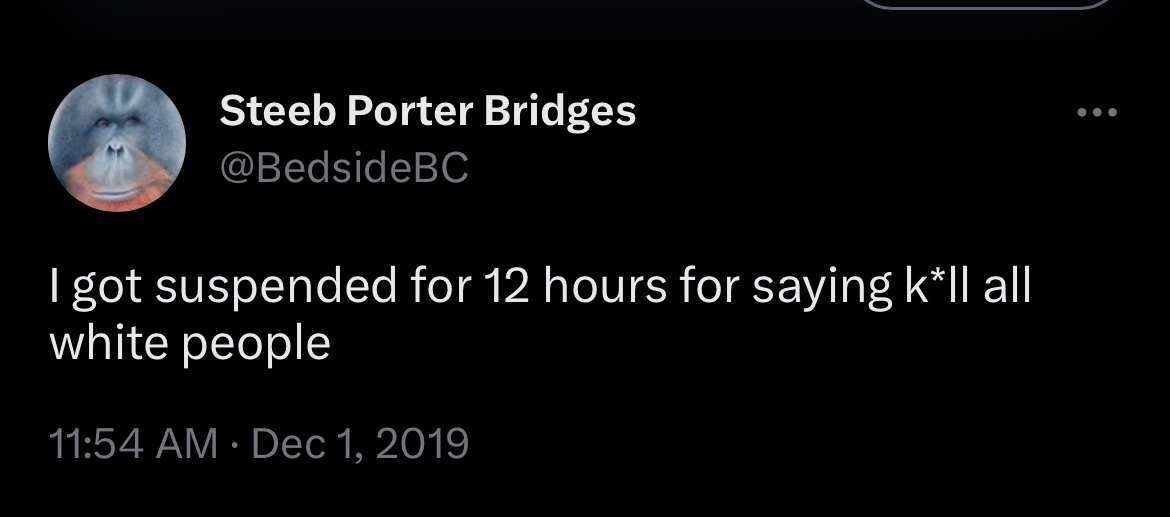 Steeb Porter Bridges
@BedsideBC
I got suspended for 12 hours for saying k*ll all
white people
11:54 AM · Dec 1, 2019